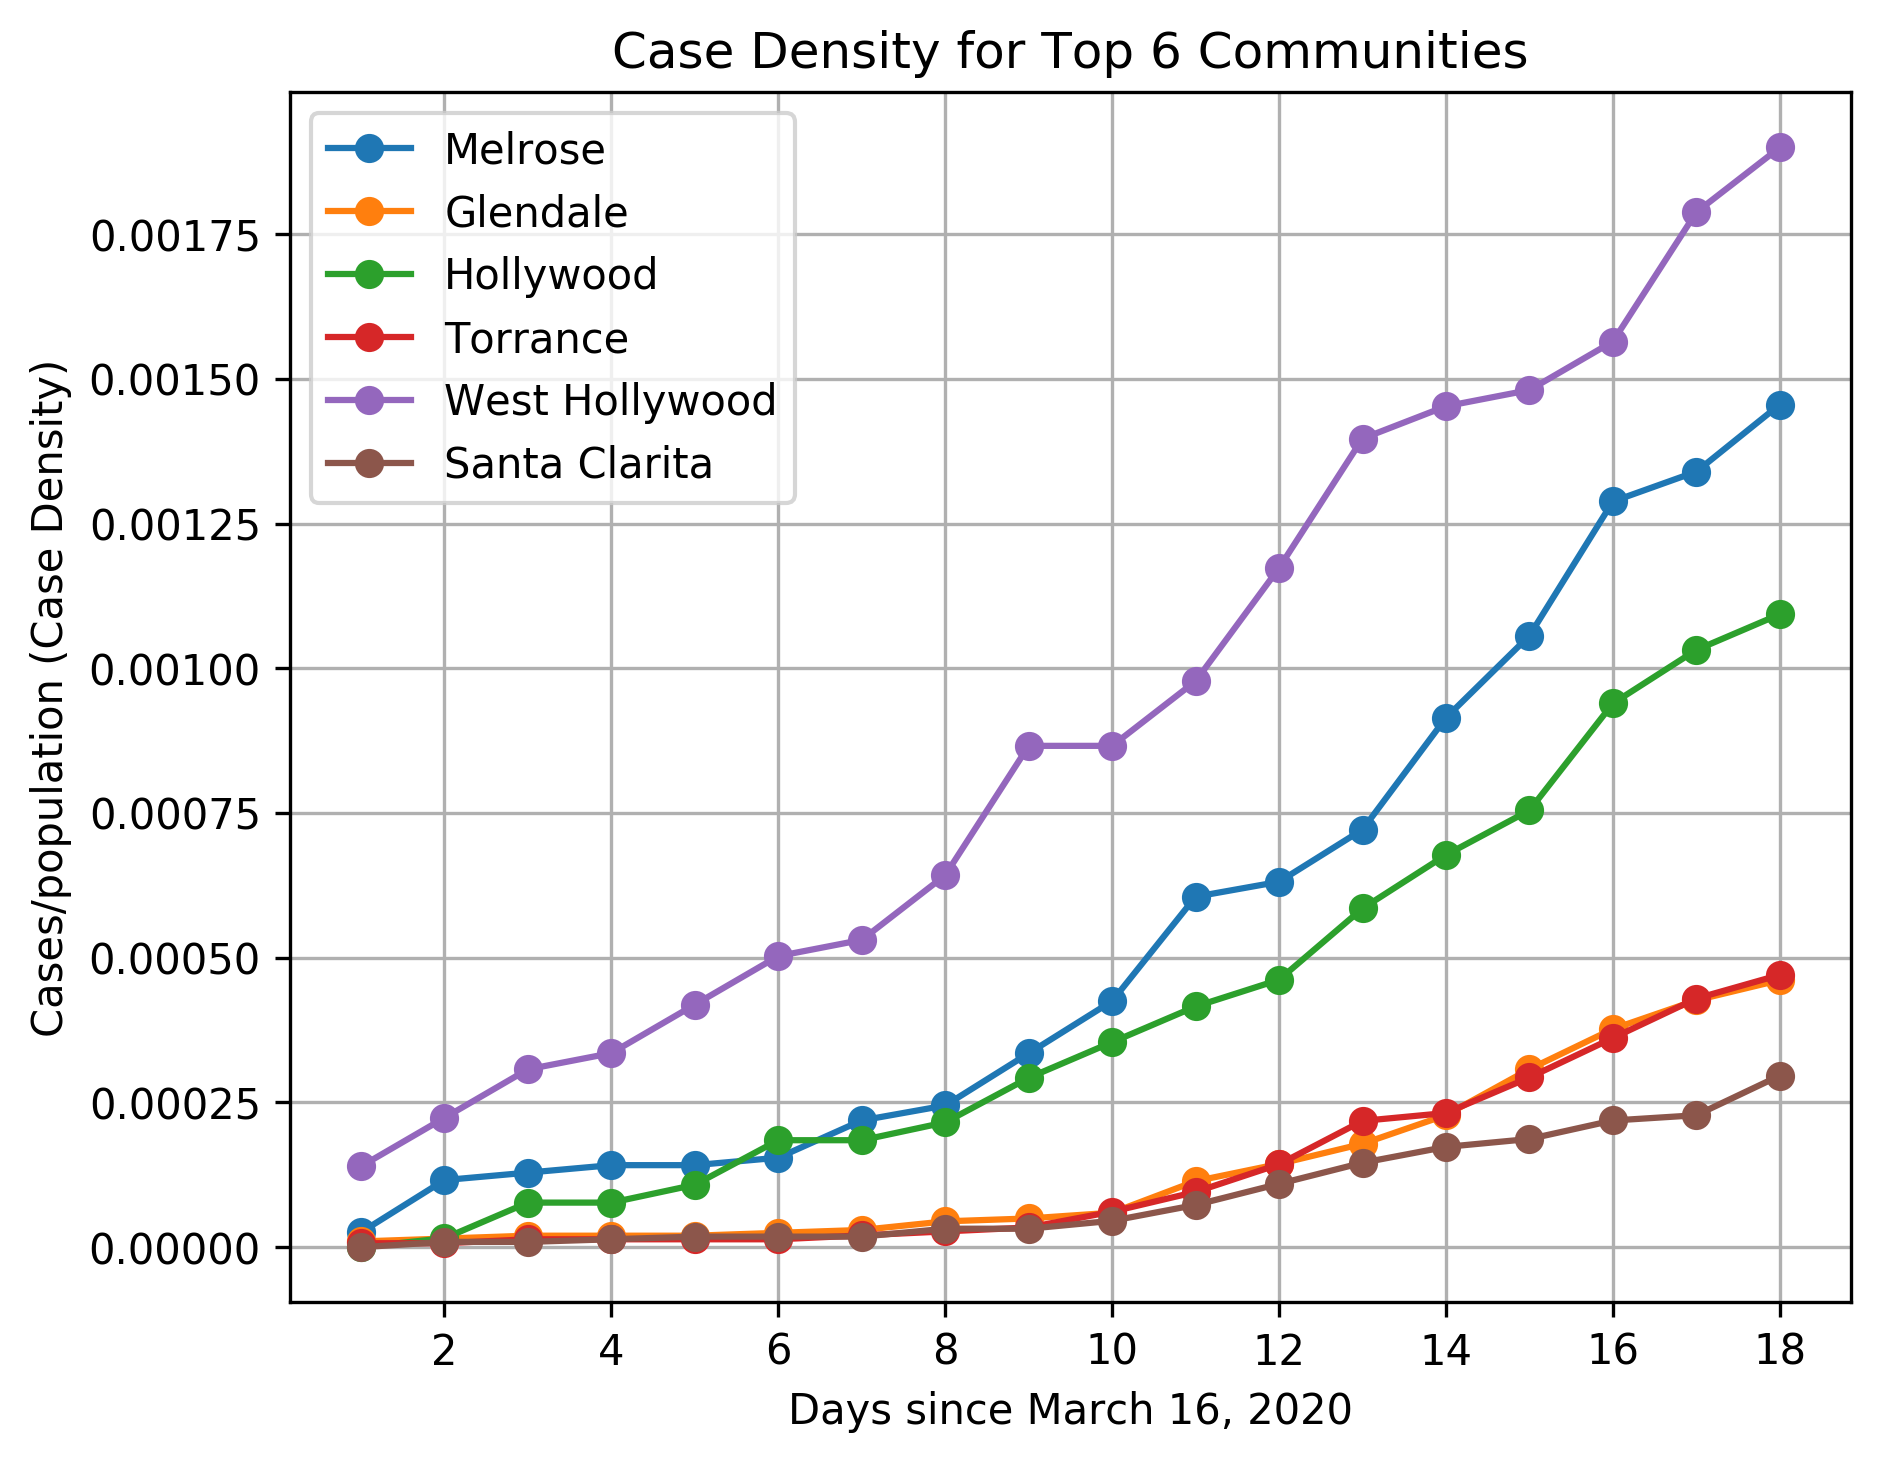 Case Density for Top 6 Communities
Melrose
Glendale
Hollywood
Torrance
West Hollywood
Santa Clarita
Cases/population (Case Density)
0.00175
0.00150
0.00125
0.00100
0.00075
0.00050
0.00025
0.00000
2 4 6 8 10 12 14 16 18
Days since March 16, 2020